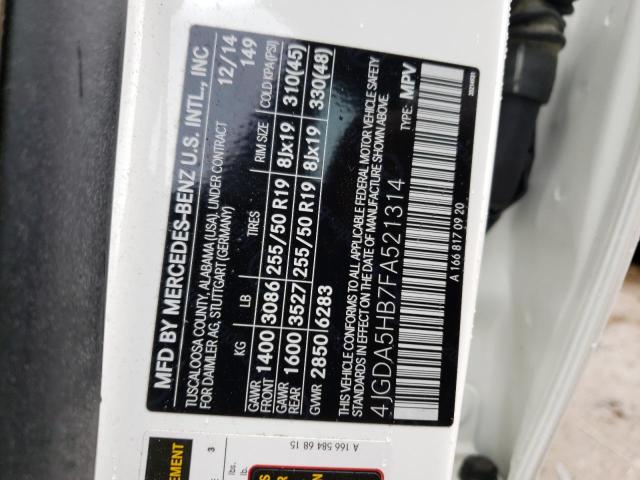 MFD BY MERCEDES-BENZ U.S. INTL., INC
TUSCALOOSA COUNTY, ALABAMA (USA), UNDER CONTRACT 12/14
FOR DAIMLER AG, STUTTGART (GERMANY) 149
KG LB TIRES RIM SIZE COLD KPA(PSI)
GAWR FRONT 1400 3086 255/50 R19 8Jx19 310(45)
GAWR REAR 1600 3527 255/50 R19 8Jx19 330(48)
GVWR 2850 6283
THIS VEHICLE CONFORMS TO ALL APPLICABLE FEDERAL MOTOR VEHICLE SAFETY
STANDARDS IN EFFECT ON THE DATE OF MANUFACTURE SHOWN ABOVE.
4JGDA5HB7FA521314 TYPE: MPV
A 166 817 09 20
A 166 584 68 15
3
lbs.
lb.